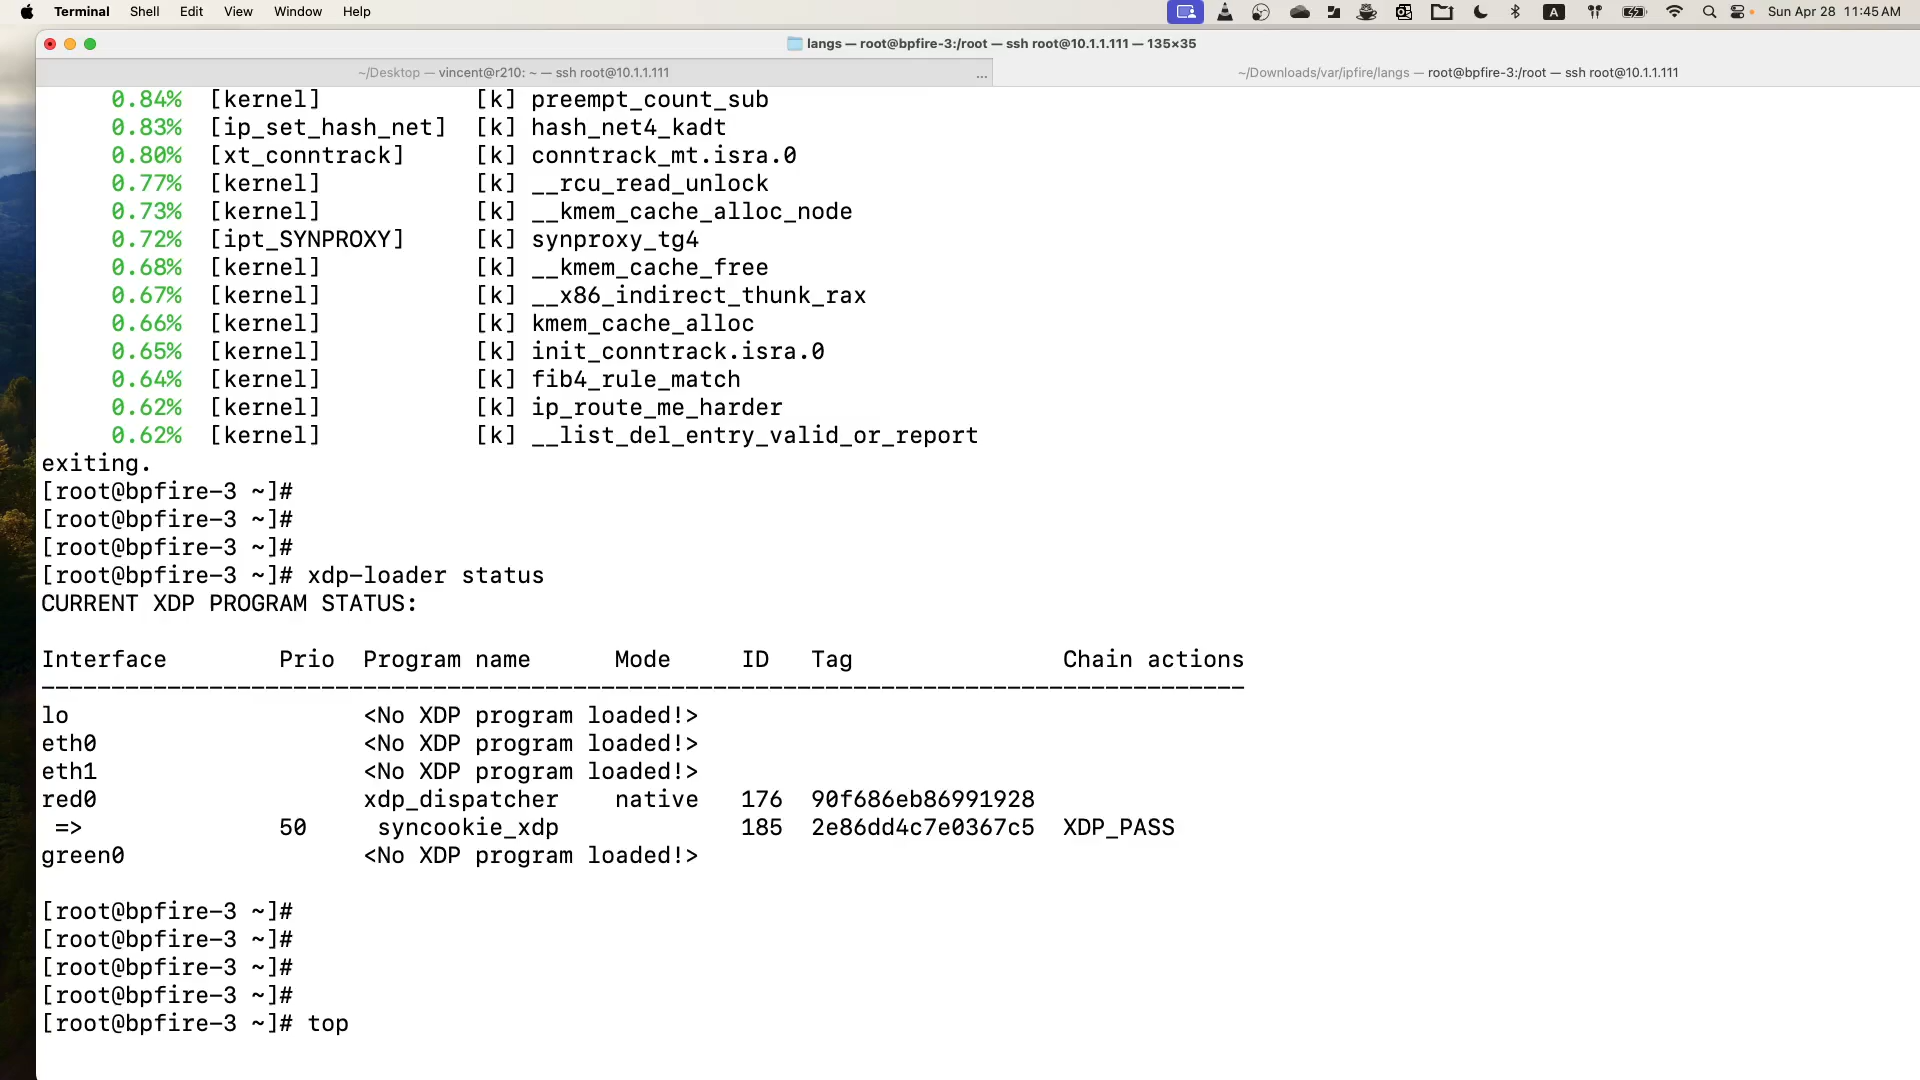 Terminal Shell Edit View Window Help A Sun Apr 28 11:45 AM
langs — root@bpfire-3:/root — ssh root@10.1.1.111 — 135×35
~/Desktop — vincent@r210: ~ — ssh root@10.1.1.111 ... ~/Downloads/var/ipfire/langs — root@bpfire-3:/root — ssh root@10.1.1.111
0.84% [kernel] [k] preempt_count_sub
0.83% [ip_set_hash_net] [k] hash_net4_kadt
0.80% [xt_conntrack] [k] conntrack_mt.isra.0
0.77% [kernel] [k] __rcu_read_unlock
0.73% [kernel] [k] __kmem_cache_alloc_node
0.72% [ipt_SYNPROXY] [k] synproxy_tg4
0.68% [kernel] [k] __kmem_cache_free
0.67% [kernel] [k] __x86_indirect_thunk_rax
0.66% [kernel] [k] kmem_cache_alloc
0.65% [kernel] [k] init_conntrack.isra.0
0.64% [kernel] [k] fib4_rule_match
0.62% [kernel] [k] ip_route_me_harder
0.62% [kernel] [k] __list_del_entry_valid_or_report
exiting.
[root@bpfire-3 ~]#
[root@bpfire-3 ~]#
[root@bpfire-3 ~]#
[root@bpfire-3 ~]# xdp-loader status
CURRENT XDP PROGRAM STATUS:
Interface Prio Program name Mode ID Tag Chain actions
--------------------------------------------------------------------------------------
lo <No XDP program loaded!>
eth0 <No XDP program loaded!>
eth1 <No XDP program loaded!>
red0 xdp_dispatcher native 176 90f686eb86991928
=> 50 syncookie_xdp 185 2e86dd4c7e0367c5 XDP_PASS
green0 <No XDP program loaded!>
[root@bpfire-3 ~]#
[root@bpfire-3 ~]#
[root@bpfire-3 ~]#
[root@bpfire-3 ~]#
[root@bpfire-3 ~]# top